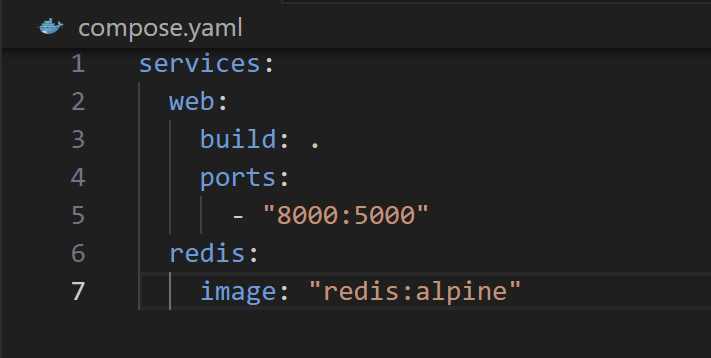 compose.yaml
1 services:
2   web:
3     build: .
4     ports:
5       - "8000:5000"
6   redis:
7     image: "redis:alpine"